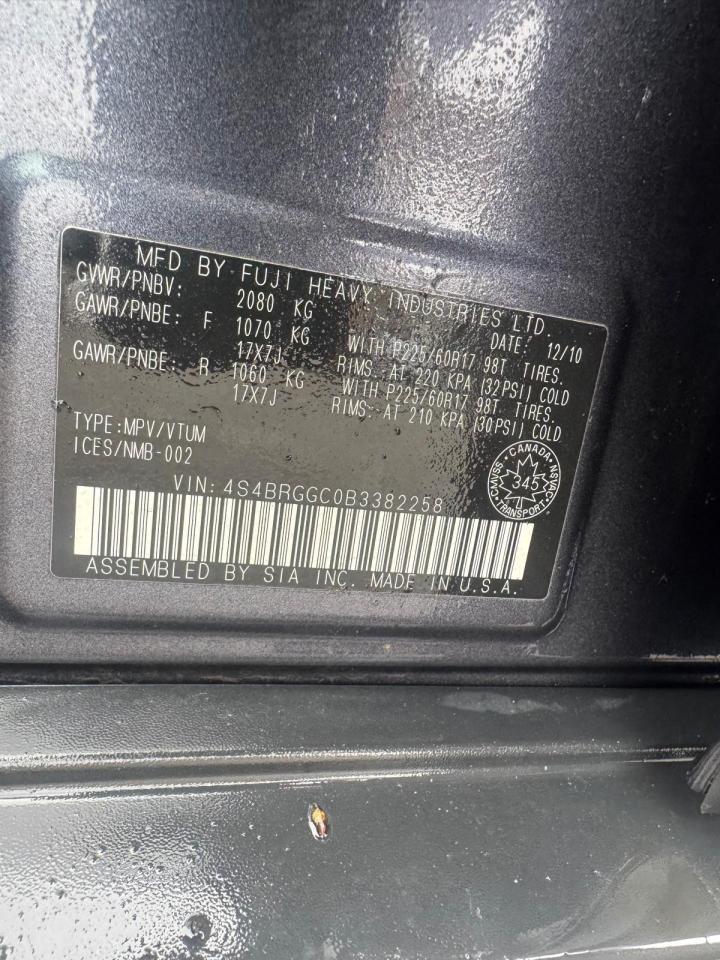 MFD BY FUJI HEAVY INDUSTRIES LTD.
GVWR/PNBV: 2080 KG DATE: 12/10
GAWR/PNBE: F 1070 KG WITH P225/60R17 98T TIRES.
17X7J RIMS. AT 220 KPA (32PSI) COLD
GAWR/PNBE: R 1060 KG WITH P225/60R17 98T TIRES.
17X7J RIMS. AT 210 KPA (30PSI) COLD
TYPE:MPV/VTUM
ICES/NMB-002
CANADA
CMVSS NSVAC
345
TRANSPORT
VIN: 4S4BRGGC0B3382258
ASSEMBLED BY SIA INC. MADE IN U.S.A.